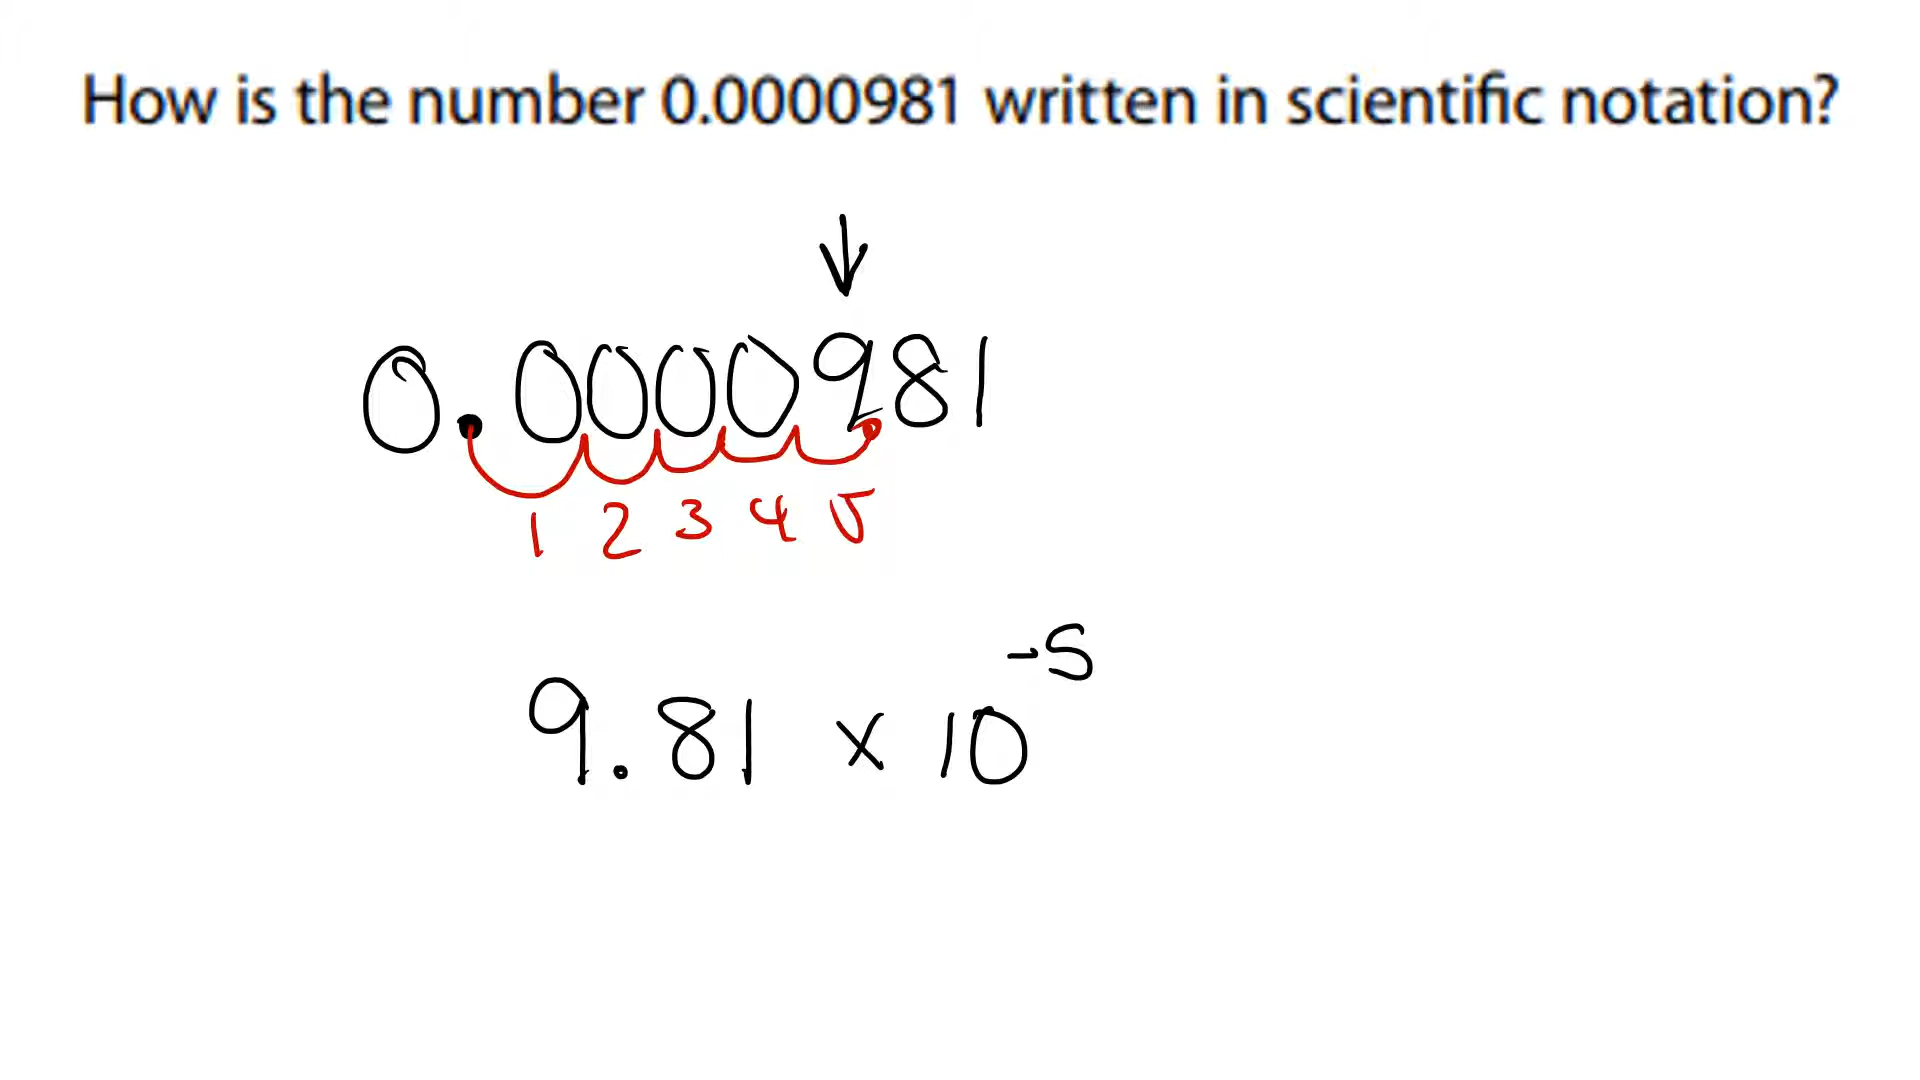 How is the number 0.0000981 written in scientific notation?
0.0000981
1 2 3 4 5
9.81 x 10⁻⁵